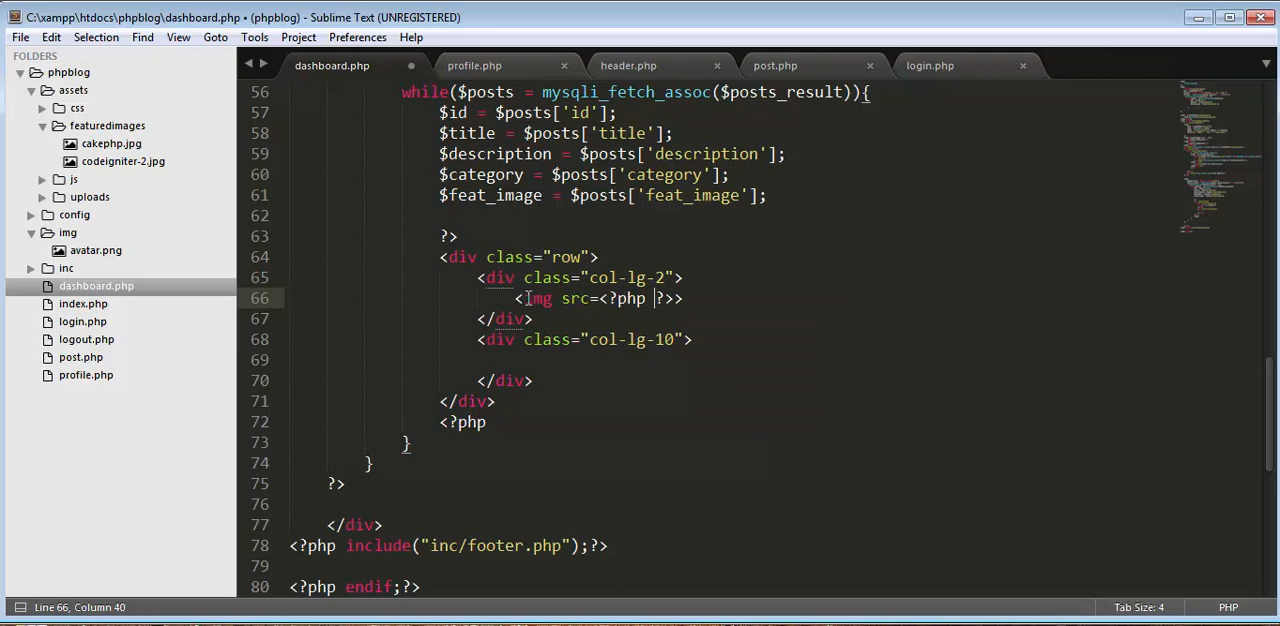 C:\xampp\htdocs\phpblog\dashboard.php • (phpblog) - Sublime Text (UNREGISTERED)
File Edit Selection Find View Goto Tools Project Preferences Help
FOLDERS
phpblog
assets
css
featuredimages
cakephp.jpg
codeigniter-2.jpg
js
uploads
config
img
avatar.png
inc
dashboard.php
index.php
login.php
logout.php
post.php
profile.php
dashboard.php profile.php header.php post.php login.php
56 while($posts = mysqli_fetch_assoc($posts_result)){
57 $id = $posts['id'];
58 $title = $posts['title'];
59 $description = $posts['description'];
60 $category = $posts['category'];
61 $feat_image = $posts['feat_image'];
62
63 ?>
64 <div class="row">
65 <div class="col-lg-2">
66 <img src=<?php ?>>
67 </div>
68 <div class="col-lg-10">
69
70 </div>
71 </div>
72 <?php
73 }
74 }
75 ?>
76
77 </div>
78 <?php include("inc/footer.php");?>
79
80 <?php endif;?>
Line 66, Column 40 Tab Size: 4 PHP